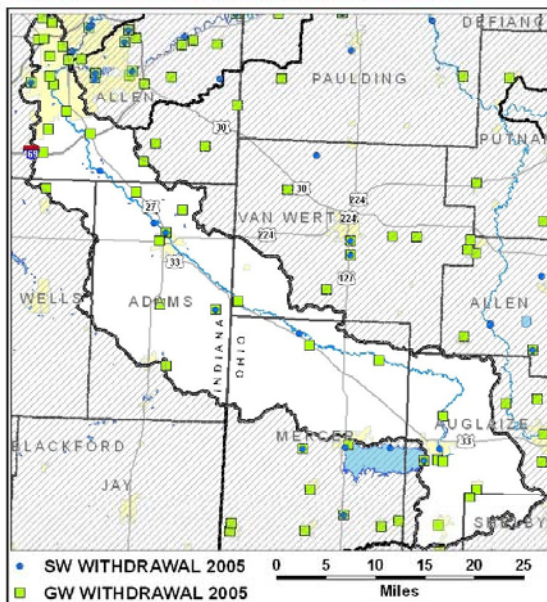 DEFIANC
PAULDING
ALLEN
PUTNA
30
69
30
224
27
VAN WERT
224
224
33
127
WELLS
ADAMS
ALLEN
INDIANA
OHIO
MERCER
AUGLAIZE
33
BLACKFORD
JAY
SHELBY
SW WITHDRAWAL 2005
GW WITHDRAWAL 2005
0 5 10 15 20 25
Miles